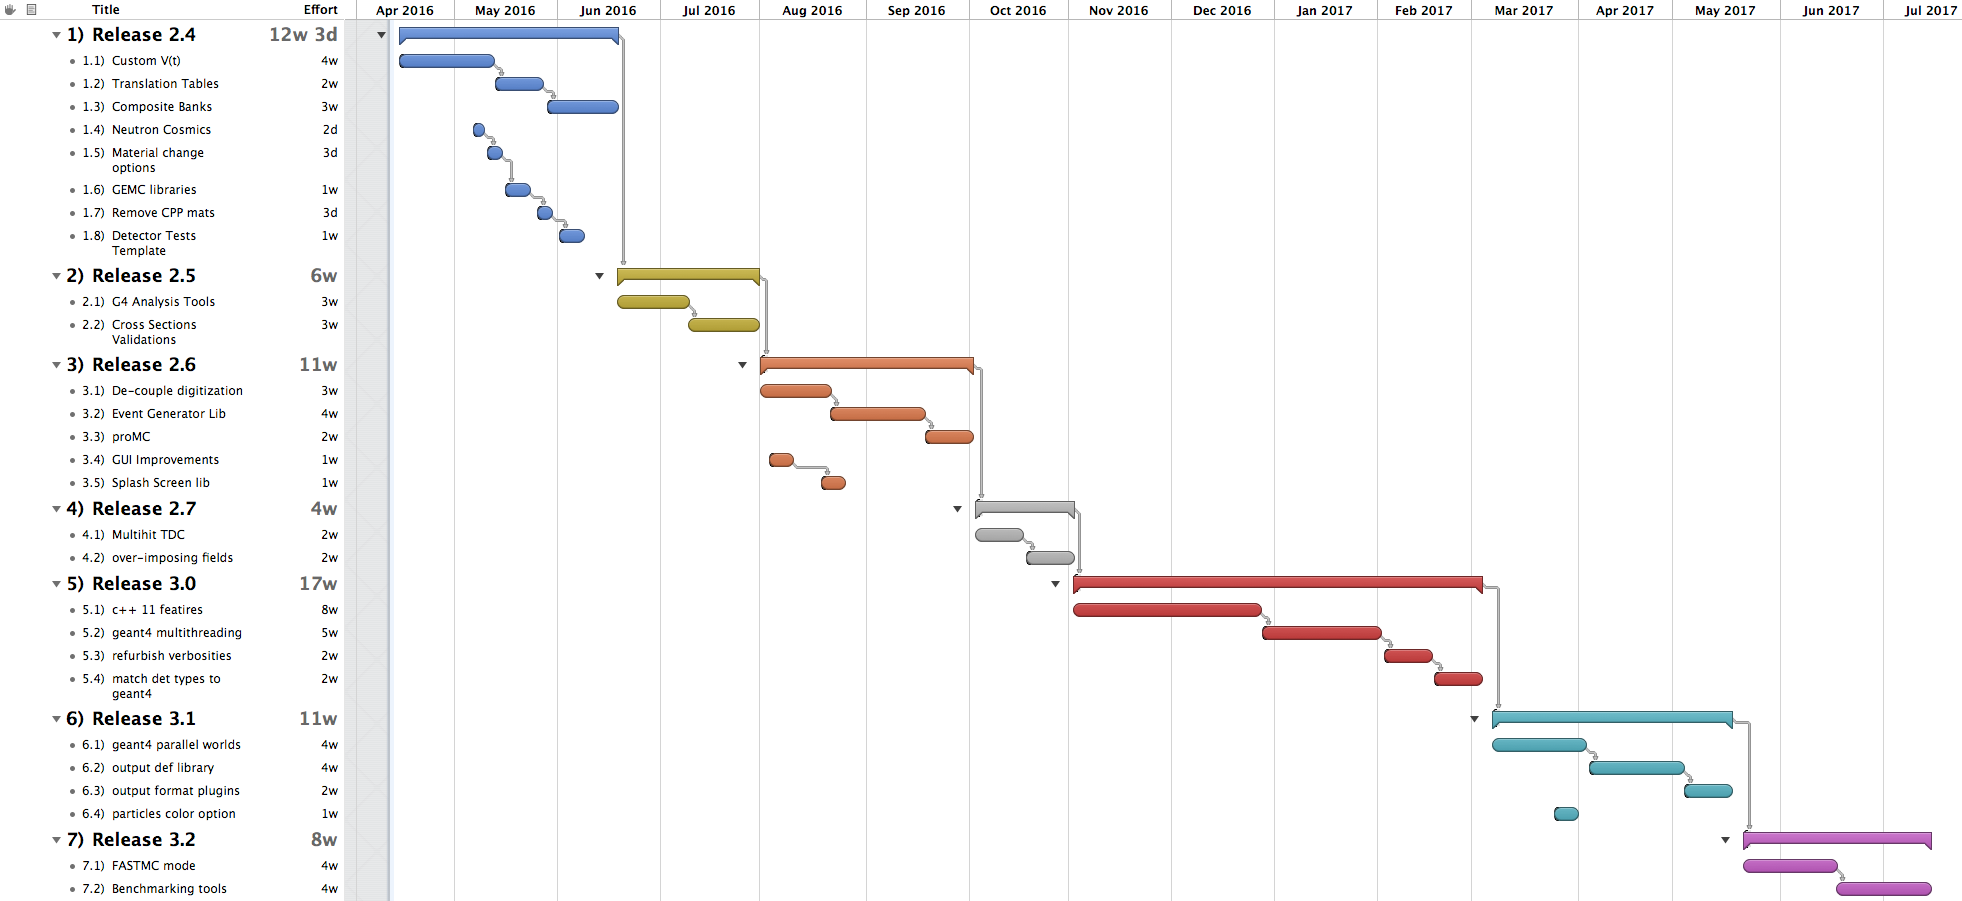 Title Effort Apr 2016 May 2016 Jun 2016 Jul 2016 Aug 2016 Sep 2016 Oct 2016 Nov 2016 Dec 2016 Jan 2017 Feb 2017 Mar 2017 Apr 2017 May 2017 Jun 2017 Jul 2017
1) Release 2.4 12w 3d
1.1) Custom V(t) 4w
1.2) Translation Tables 2w
1.3) Composite Banks 3w
1.4) Neutron Cosmics 2d
1.5) Material change 3d
options
1.6) GEMC libraries 1w
1.7) Remove CPP mats 3d
1.8) Detector Tests 1w
Template
2) Release 2.5 6w
2.1) G4 Analysis Tools 3w
2.2) Cross Sections 3w
Validations
3) Release 2.6 11w
3.1) De-couple digitization 3w
3.2) Event Generator Lib 4w
3.3) proMC 2w
3.4) GUI Improvements 1w
3.5) Splash Screen lib 1w
4) Release 2.7 4w
4.1) Multihit TDC 2w
4.2) over-imposing fields 2w
5) Release 3.0 17w
5.1) c++ 11 featires 8w
5.2) geant4 multithreading 5w
5.3) refurbish verbosities 2w
5.4) match det types to 2w
geant4
6) Release 3.1 11w
6.1) geant4 parallel worlds 4w
6.2) output def library 4w
6.3) output format plugins 2w
6.4) particles color option 1w
7) Release 3.2 8w
7.1) FASTMC mode 4w
7.2) Benchmarking tools 4w